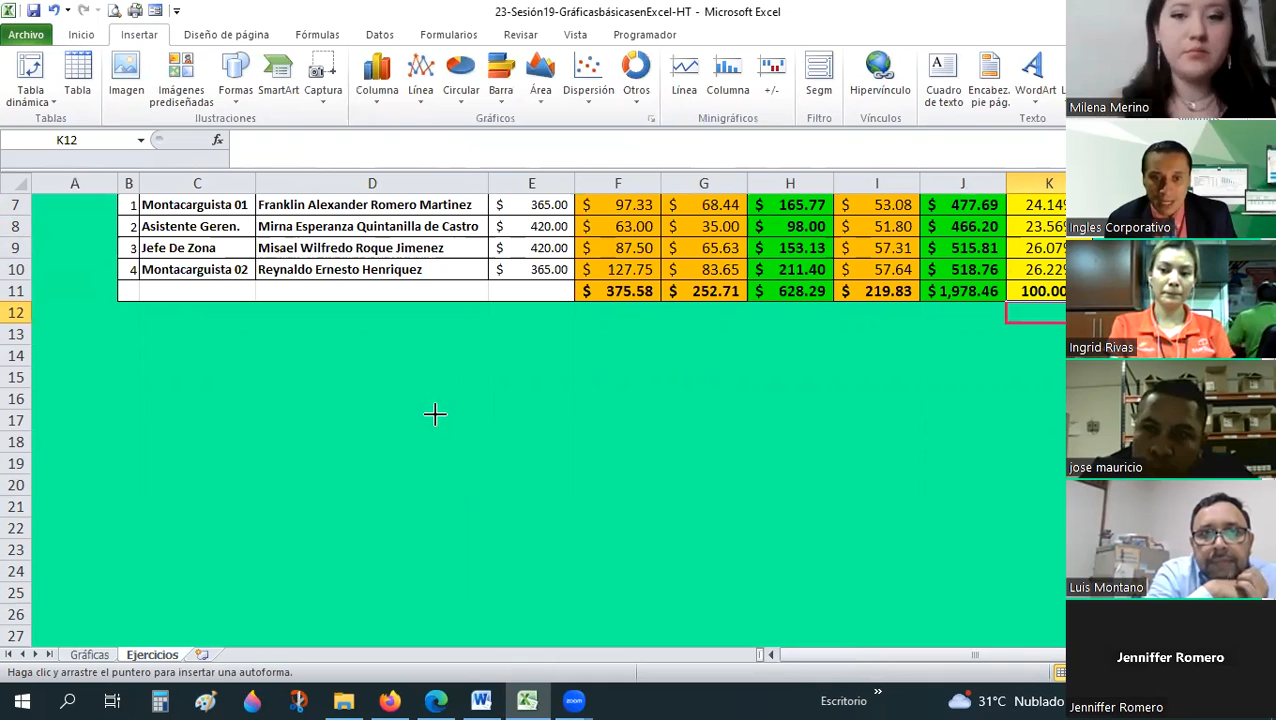 23-Sesión19-GráficasbásicasenExcel-HT - Microsoft Excel
Archivo Inicio Insertar Diseño de página Fórmulas Datos Formularios Revisar Vista Programador
Tabla dinámica Tabla Imagen Imágenes prediseñadas Formas SmartArt Captura Columna Línea Circular Barra Área Dispersión Otros Línea Columna +/- Segm Hipervínculo Cuadro de texto Encabez. pie pág. WordArt
Tablas Ilustraciones Gráficos Minigráficos Filtro Vínculos Texto
K12 fx
A B C D E F G H I J K
7 1 Montacarguista 01 Franklin Alexander Romero Martinez $ 365.00 $ 97.33 $ 68.44 $ 165.77 $ 53.08 $ 477.69 24.14
8 2 Asistente Geren. Mirna Esperanza Quintanilla de Castro $ 420.00 $ 63.00 $ 35.00 $ 98.00 $ 51.80 $ 466.20 23.56
9 3 Jefe De Zona Misael Wilfredo Roque Jimenez $ 420.00 $ 87.50 $ 65.63 $ 153.13 $ 57.31 $ 515.81 26.07
10 4 Montacarguista 02 Reynaldo Ernesto Henriquez $ 365.00 $ 127.75 $ 83.65 $ 211.40 $ 57.64 $ 518.76 26.22
11 $ 375.58 $ 252.71 $ 628.29 $ 219.83 $ 1,978.46 100.00
12
13
14
15
16
17
18
19
20
21
22
23
24
25
26
27
Gráficas Ejercicios
Haga clic y arrastre el puntero para insertar una autoforma.
Escritorio » 31°C Nublado
Milena Merino
Ingles Corporativo
Ingrid Rivas
jose mauricio
Luis Montano
Jenniffer Romero
Jenniffer Romero